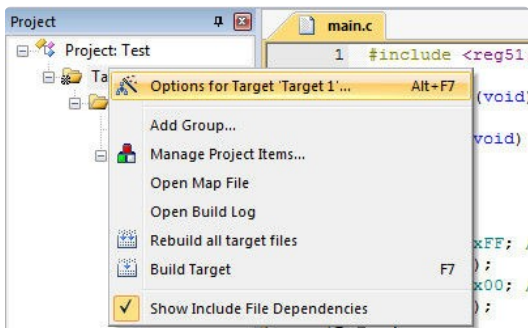 Project
main.c
Project: Test
1 #include <reg51
Ta
Options for Target 'Target 1'... Alt+F7
(void)
Add Group...
Manage Project Items...
void)
Open Map File
Open Build Log
Rebuild all target files
xFF; /
Build Target F7
);
x00; /
Show Include File Dependencies
);